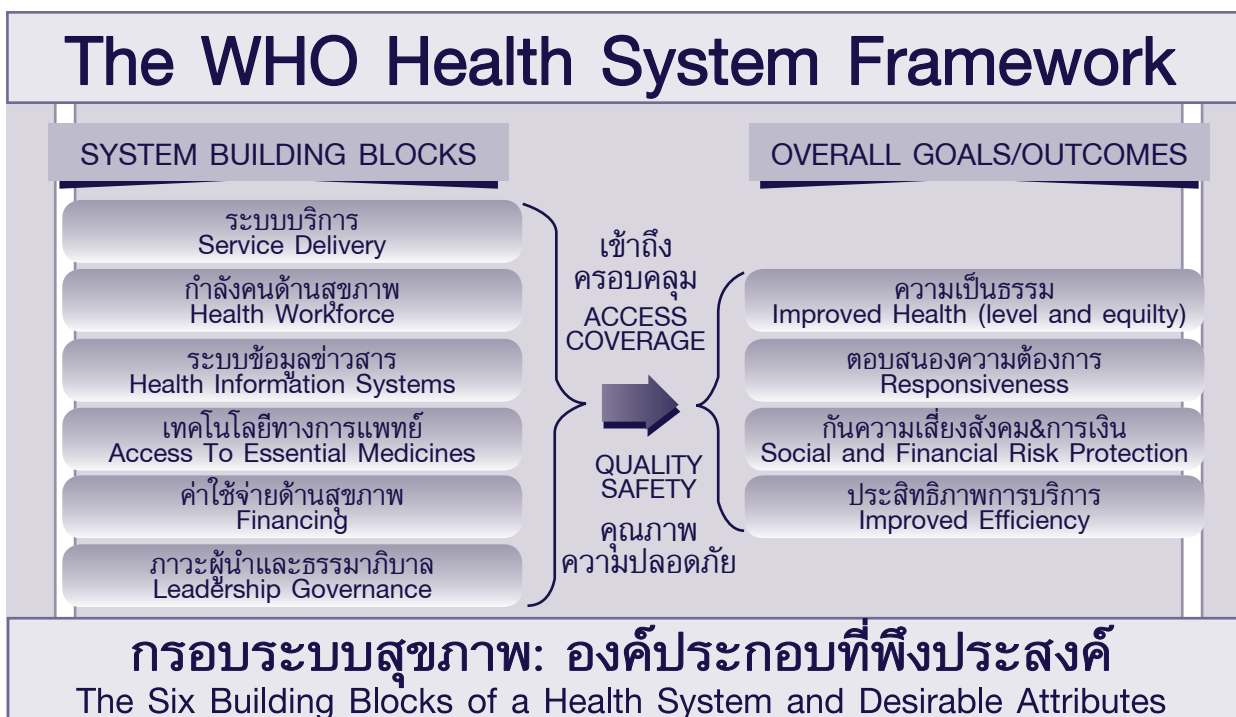 The WHO Health System Framework
SYSTEM BUILDING BLOCKS
ระบบบริการ
Service Delivery
กำลังคนด้านสุขภาพ
Health Workforce
ระบบข้อมูลข่าวสาร
Health Information Systems
เทคโนโลยีทางการแพทย์
Access To Essential Medicines
ค่าใช้จ่ายด้านสุขภาพ
Financing
ภาวะผู้นำและธรรมาภิบาล
Leadership Governance
เข้าถึง
ครอบคลุม
ACCESS
COVERAGE
QUALITY
SAFETY
คุณภาพ
ความปลอดภัย
OVERALL GOALS/OUTCOMES
ความเป็นธรรม
Improved Health (level and equilty)
ตอบสนองความต้องการ
Responsiveness
กันความเสี่ยงสังคม&การเงิน
Social and Financial Risk Protection
ประสิทธิภาพการบริการ
Improved Efficiency
กรอบระบบสุขภาพ: องค์ประกอบที่พึงประสงค์
The Six Building Blocks of a Health System and Desirable Attributes